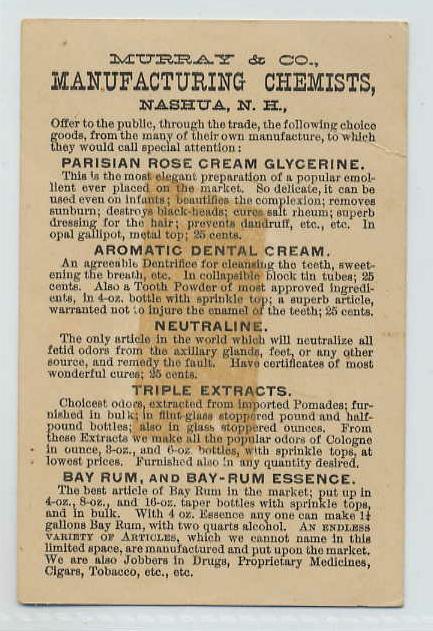 MURRAY & CO.,
MANUFACTURING CHEMISTS,
NASHUA, N. H.,
Offer to the public, through the trade, the following choice
goods, from the many of their own manufacture, to which
they would call special attention:
PARISIAN ROSE CREAM GLYCERINE.
This is the most elegant preparation of a popular emol-
lient ever placed on the market. So delicate, it can be
used even on infants; beautifies the complexion; removes
sunburn; destroys black-heads; cures salt rheum; superb
dressing for the hair; prevents dandruff, etc., etc. In
opal gallipot, metal top; 25 cents.
AROMATIC DENTAL CREAM.
An agreeable Dentrifice for cleansing the teeth, sweet-
ening the breath, etc. In collapsible block tin tubes; 25
cents. Also a Tooth Powder of most approved ingredi-
ents, in 4-oz. bottle with sprinkle top; a superb article,
warranted not to injure the enamel of the teeth; 25 cents.
NEUTRALINE.
The only article in the world which will neutralize all
fetid odors from the axillary glands, feet, or any other
source, and remedy the fault. Have certificates of most
wonderful cures; 25 cents.
TRIPLE EXTRACTS.
Choicest odors, extracted from imported Pomades; fur-
nished in bulk; in flint-glass stoppered pound and half-
pound bottles; also in glass stoppered ounces. From
these Extracts we make all the popular odors of Cologne
in ounce, 3-oz., and 6-oz. bottles, with sprinkle tops, at
lowest prices. Furnished also in any quantity desired.
BAY RUM, AND BAY-RUM ESSENCE.
The best article of Bay Rum in the market; put up in
4-oz., 8-oz., and 16-oz. taper bottles with sprinkle tops,
and in bulk. With 4 oz. Essence any one can make 1¼
gallons Bay Rum, with two quarts alcohol. AN ENDLESS
VARIETY OF ARTICLES, which we cannot name in this
limited space, are manufactured and put upon the market.
We are also Jobbers in Drugs, Proprietary Medicines,
Cigars, Tobacco, etc., etc.